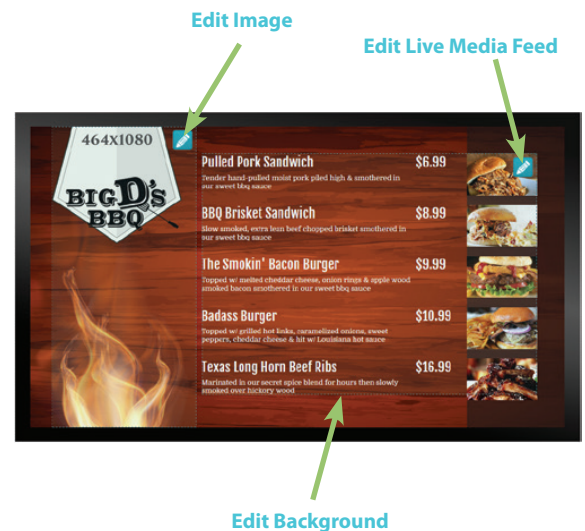 Edit Image
Edit Live Media Feed
464x1080
BIG D's
BBQ
Pulled Pork Sandwich $6.99
Tender hand-pulled moist pork piled high & smothered in
our sweet bbq sauce
BBQ Brisket Sandwich $8.99
Slow smoked, extra lean beef chopped brisket smothered in
our sweet bbq sauce
The Smokin' Bacon Burger $9.99
Topped w/ melted cheddar cheese, onion rings & apple wood
smoked bacon smothered in our sweet bbq sauce
Badass Burger $10.99
Topped w/ grilled hot links, caramelized onions, sweet
peppers, cheddar cheese & hit w/ Louisiana hot sauce
Texas Long Horn Beef Ribs $16.99
Marinated in our secret spice blend for hours then slowly
smoked over hickory wood
Edit Background